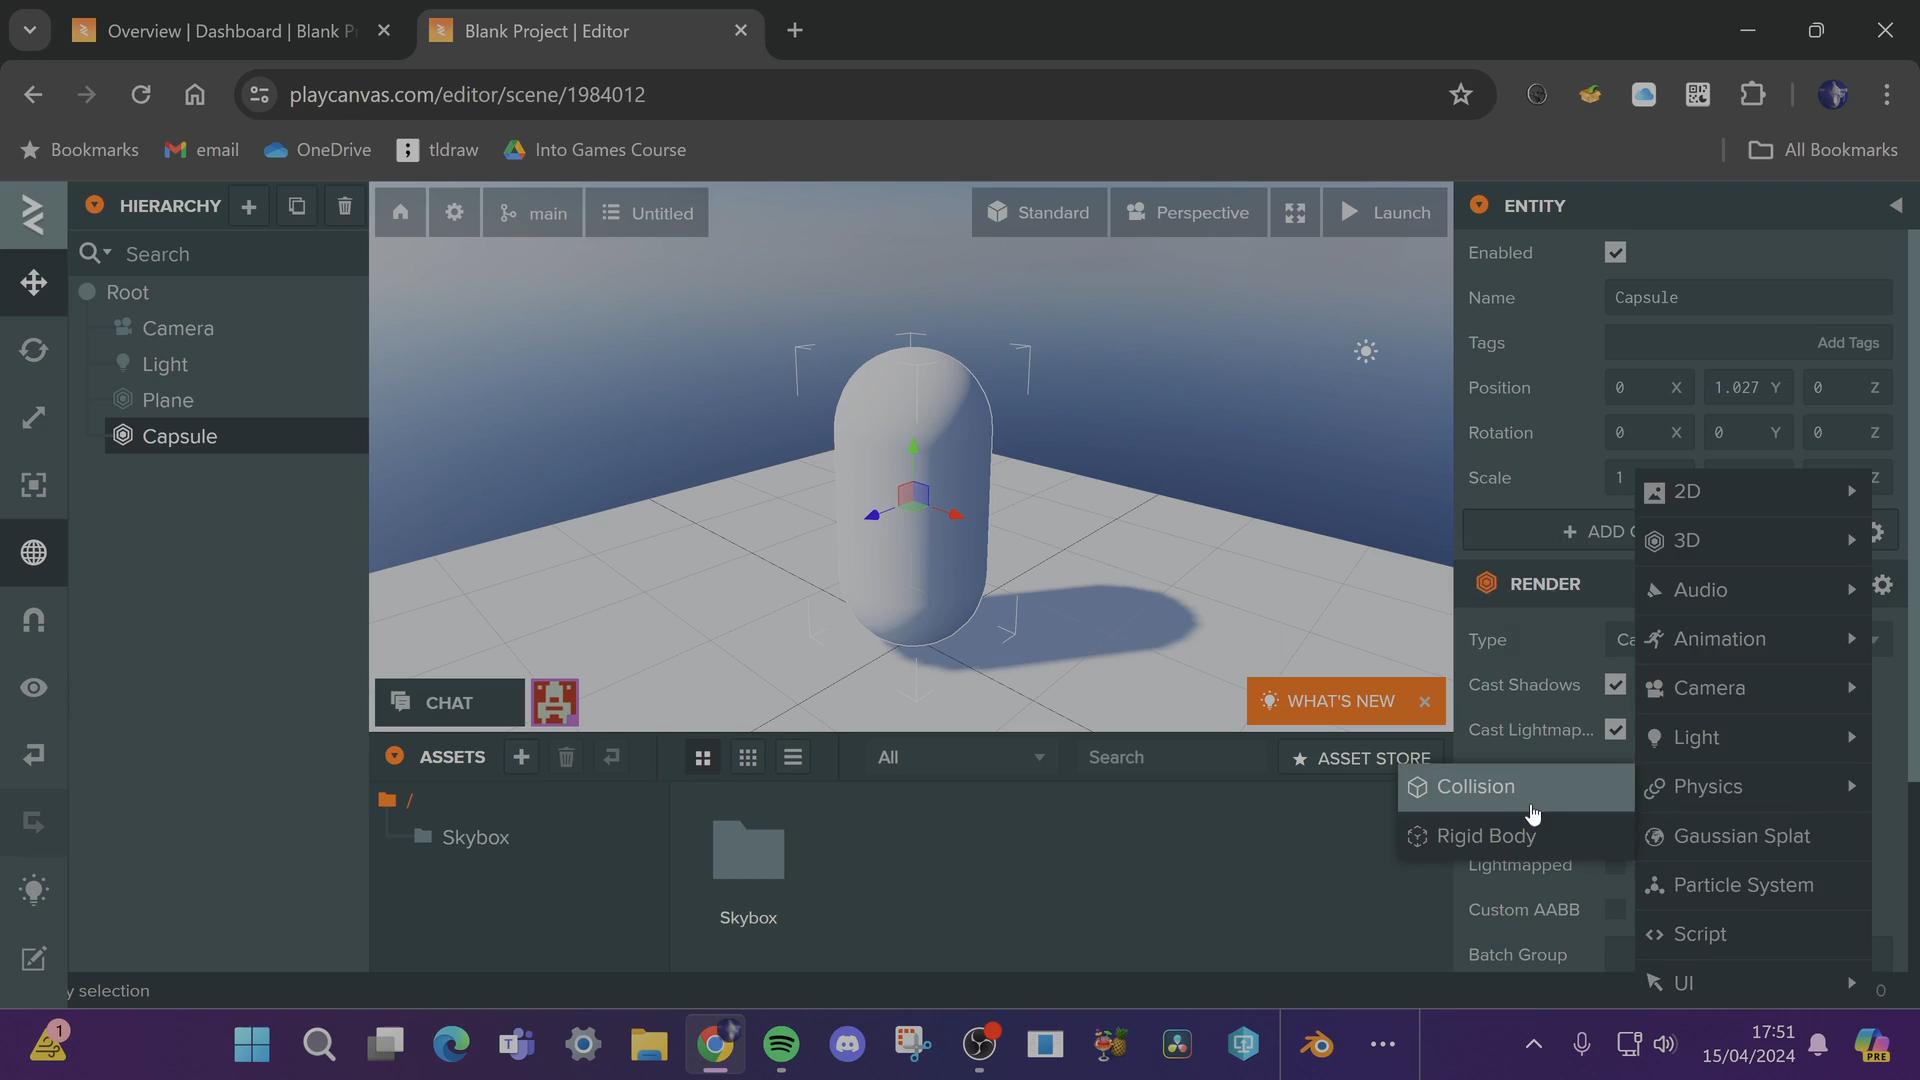 Overview | Dashboard | Blank P
Blank Project | Editor
playcanvas.com/editor/scene/1984012
Bookmarks
email
OneDrive
tldraw
Into Games Course
All Bookmarks
HIERARCHY
Search
Root
Camera
Light
Plane
Capsule
main
Untitled
Standard
Perspective
Launch
CHAT
WHAT'S NEW
ENTITY
Enabled
Name Capsule
Tags Add Tags
Position 0 X 1.027 Y 0 Z
Rotation 0 X 0 Y 0 Z
Scale 1 Z
ADD
RENDER
Type Ca
Cast Shadows
Cast Lightmap...
Lightmapped
Custom AABB
Batch Group
2D
3D
Audio
Animation
Camera
Light
Physics
Gaussian Splat
Particle System
Script
UI
Collision
Rigid Body
ASSETS
All
Search
ASSET STORE
/
Skybox
Skybox
y selection
0
1
17:51
15/04/2024
PRE